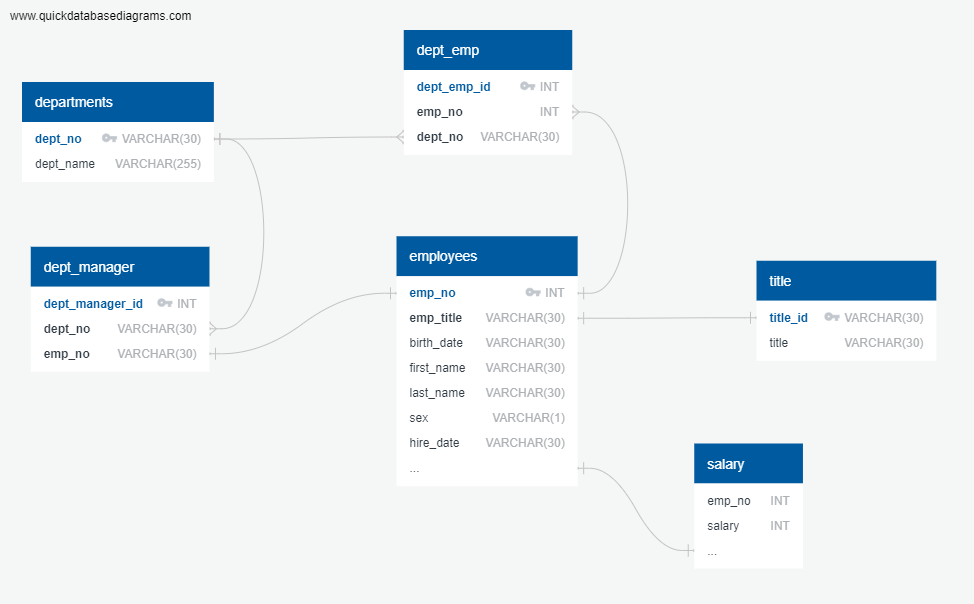 www.quickdatabasediagrams.com
dept_emp
dept_emp_id INT
emp_no INT
dept_no VARCHAR(30)
departments
dept_no VARCHAR(30)
dept_name VARCHAR(255)
dept_manager
dept_manager_id INT
dept_no VARCHAR(30)
emp_no VARCHAR(30)
employees
emp_no INT
emp_title VARCHAR(30)
birth_date VARCHAR(30)
first_name VARCHAR(30)
last_name VARCHAR(30)
sex VARCHAR(1)
hire_date VARCHAR(30)
...
title
title_id VARCHAR(30)
title VARCHAR(30)
salary
emp_no INT
salary INT
...